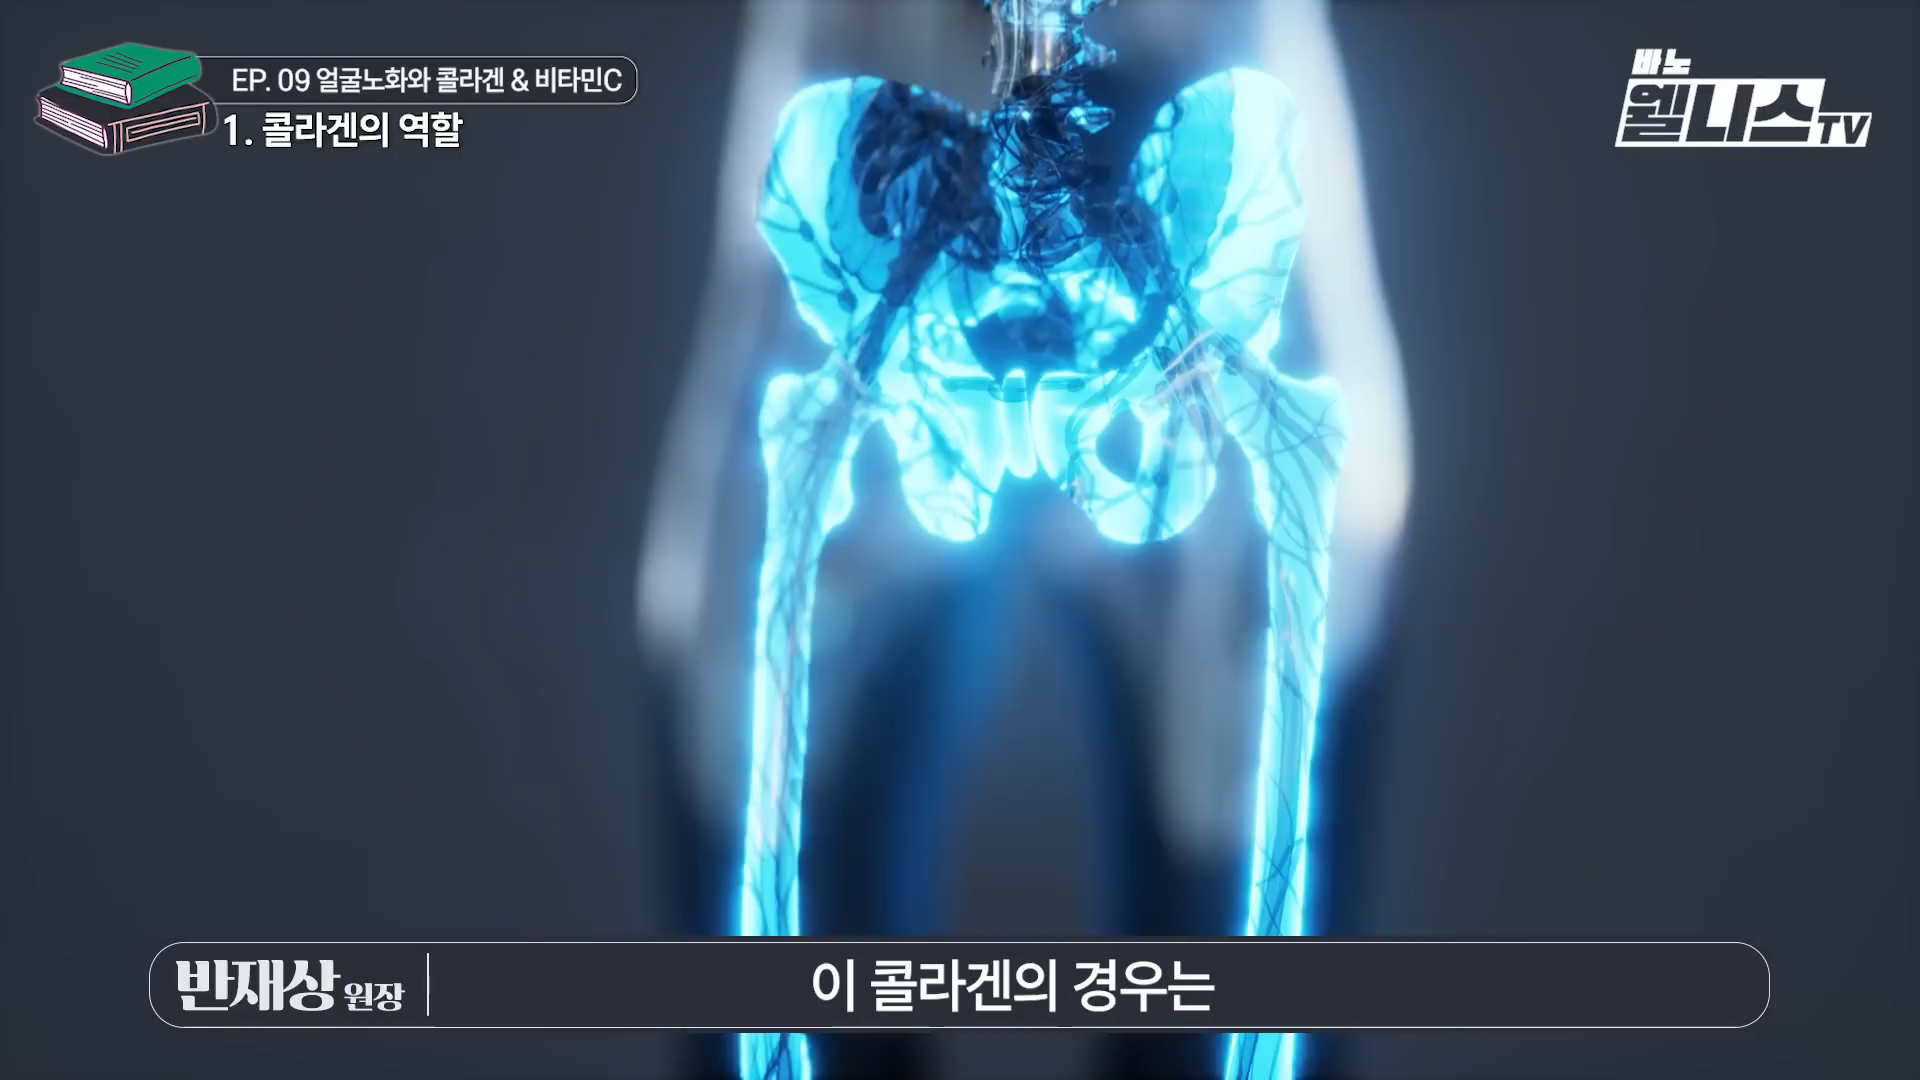 EP. 09 얼굴노화와 콜라겐 & 비타민C
1. 콜라겐의 역할
바노
웰니스TV
반재상 원장
이 콜라겐의 경우는